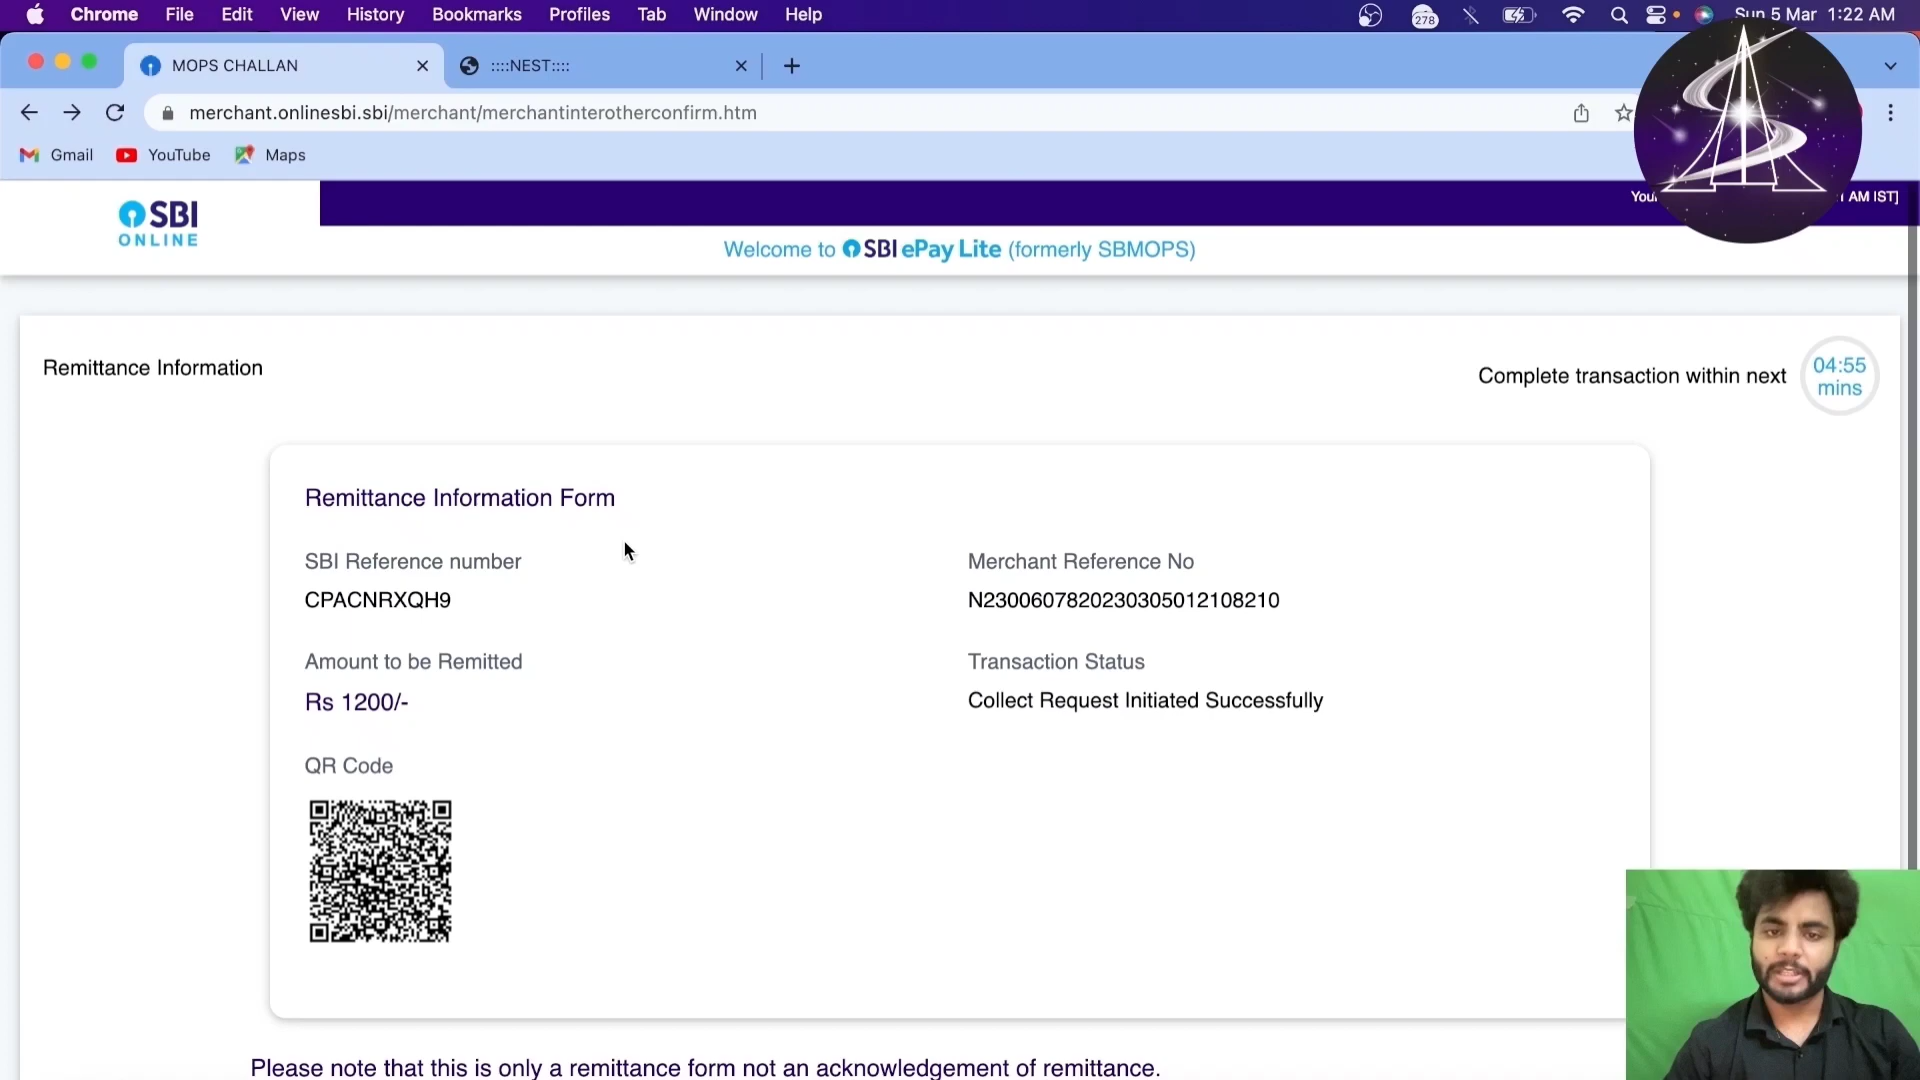 Chrome File Edit View History Bookmarks Profiles Tab Window Help 278 Sun 5 Mar 1:22 AM
MOPS CHALLAN ::::NEST::::
merchant.onlinesbi.sbi/merchant/merchantinterotherconfirm.htm
Gmail YouTube Maps
AM IST]
SBI
ONLINE
Welcome to SBI ePay Lite (formerly SBMOPS)
Remittance Information
Complete transaction within next
04:55
mins
Remittance Information Form
SBI Reference number
CPACNRXQH9
Merchant Reference No
N2300607820230305012108210
Amount to be Remitted
Rs 1200/-
Transaction Status
Collect Request Initiated Successfully
QR Code
Please note that this is only a remittance form not an acknowledgement of remittance.